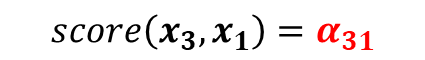 score(x₃, x₁) = α₃₁